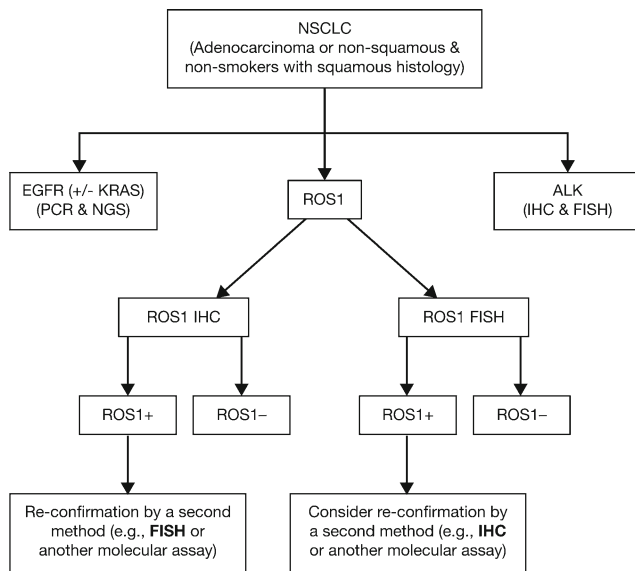 NSCLC
(Adenocarcinoma or non-squamous &
non-smokers with squamous histology)
EGFR (+/- KRAS)
(PCR & NGS)
ROS1
ALK
(IHC & FISH)
ROS1 IHC
ROS1 FISH
ROS1+
ROS1–
ROS1+
ROS1–
Re-confirmation by a second
method (e.g., FISH or
another molecular assay)
Consider re-confirmation by
a second method (e.g., IHC
or another molecular assay)